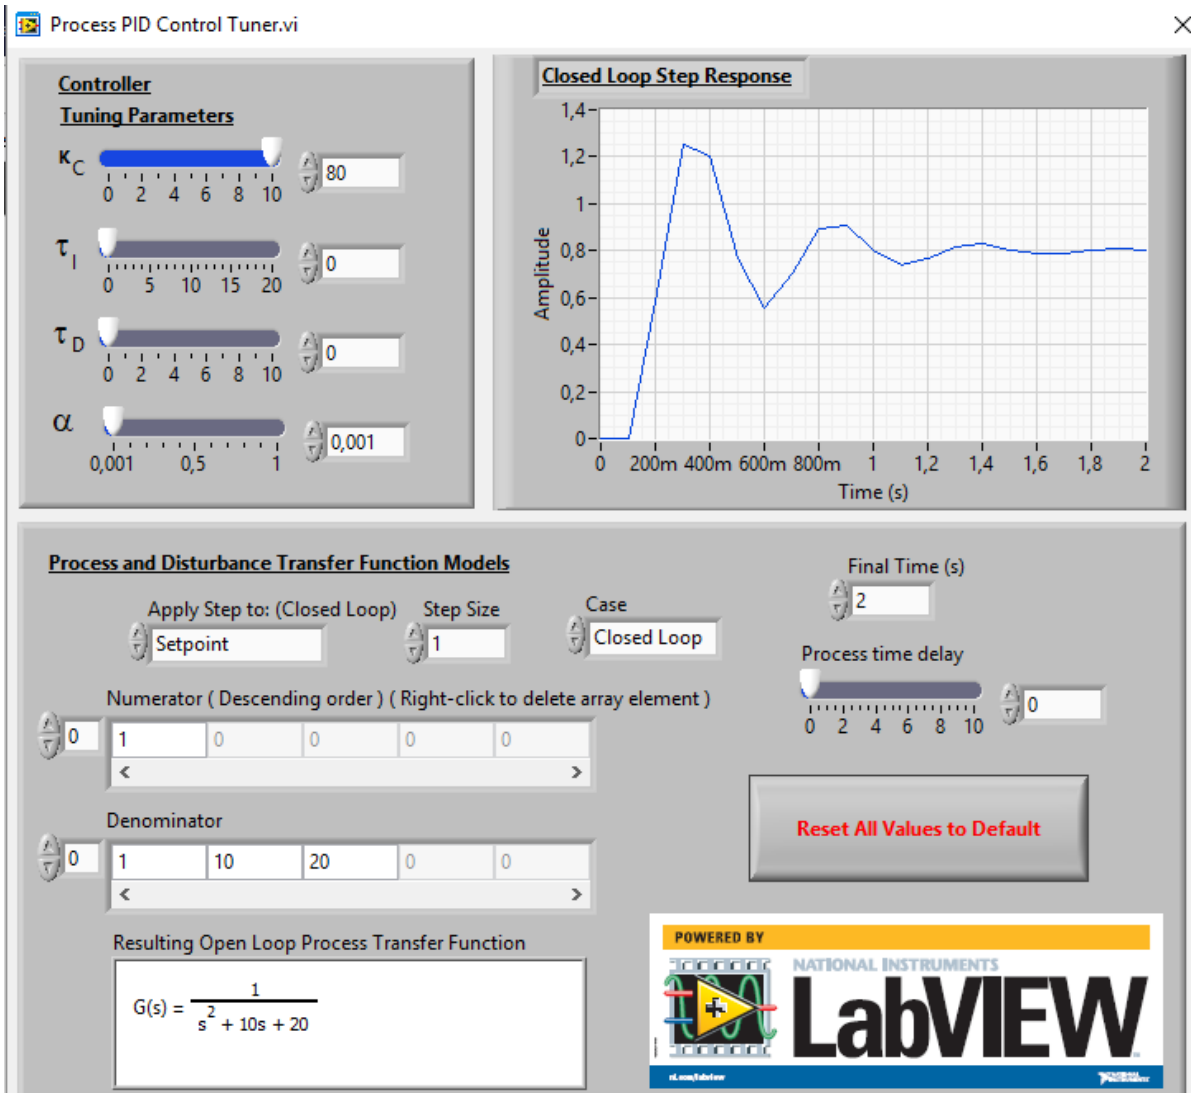 Process PID Control Tuner.vi
Controller
Tuning Parameters
κC
0 2 4 6 8 10
80
τI
0 5 10 15 20
0
τD
0 2 4 6 8 10
0
α
0,001 0,5 1
0,001
Closed Loop Step Response
1,4
1,2
1
0,8
0,6
0,4
0,2
0
Amplitude
0 200m 400m 600m 800m 1 1,2 1,4 1,6 1,8 2
Time (s)
Process and Disturbance Transfer Function Models
Apply Step to: (Closed Loop) Step Size Case
Setpoint 1 Closed Loop
Final Time (s)
2
Process time delay
0 2 4 6 8 10
0
Numerator ( Descending order ) ( Right-click to delete array element )
0 1 0 0 0 0
Denominator
0 1 10 20 0 0
Resulting Open Loop Process Transfer Function
G(s) = 1 / s^2 + 10s + 20
Reset All Values to Default
POWERED BY
NATIONAL INSTRUMENTS
LabVIEW
ni.com/labview
NATIONAL INSTRUMENTS